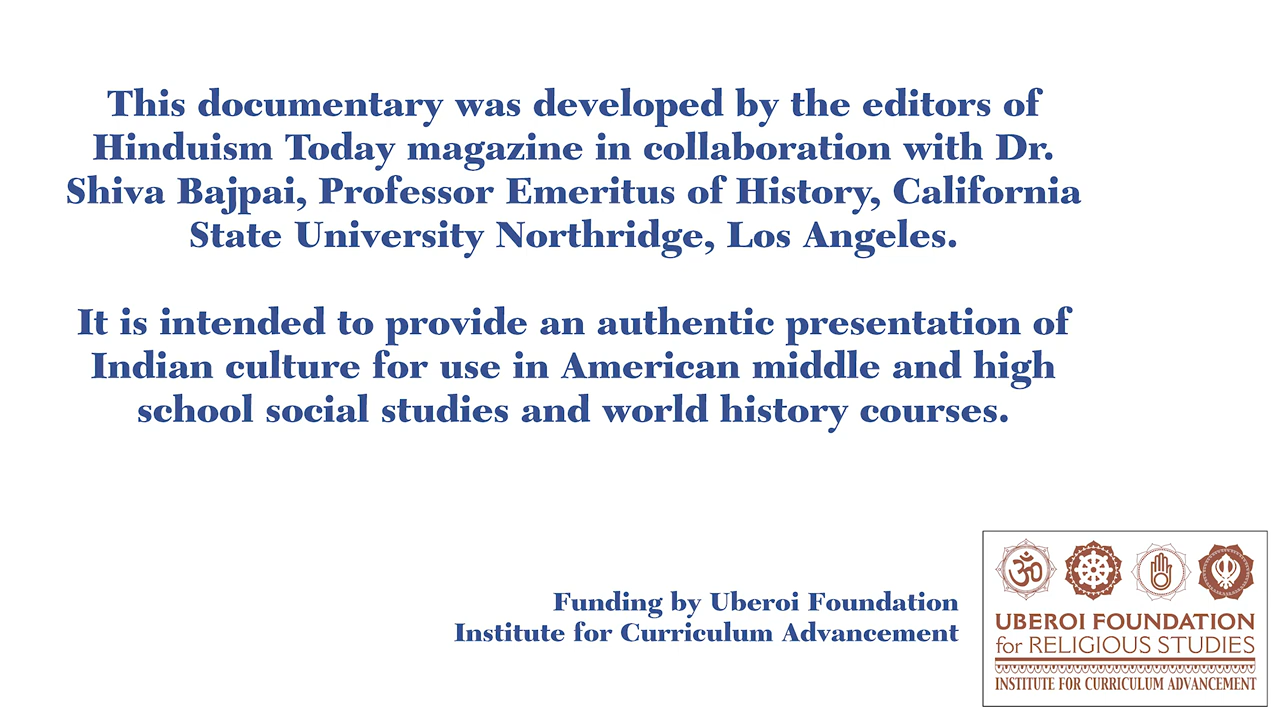 This documentary was developed by the editors of
Hinduism Today magazine in collaboration with Dr.
Shiva Bajpai, Professor Emeritus of History, California
State University Northridge, Los Angeles.
It is intended to provide an authentic presentation of
Indian culture for use in American middle and high
school social studies and world history courses.
Funding by Uberoi Foundation
Institute for Curriculum Advancement
ॐ
UBEROI FOUNDATION
for RELIGIOUS STUDIES
INSTITUTE FOR CURRICULUM ADVANCEMENT